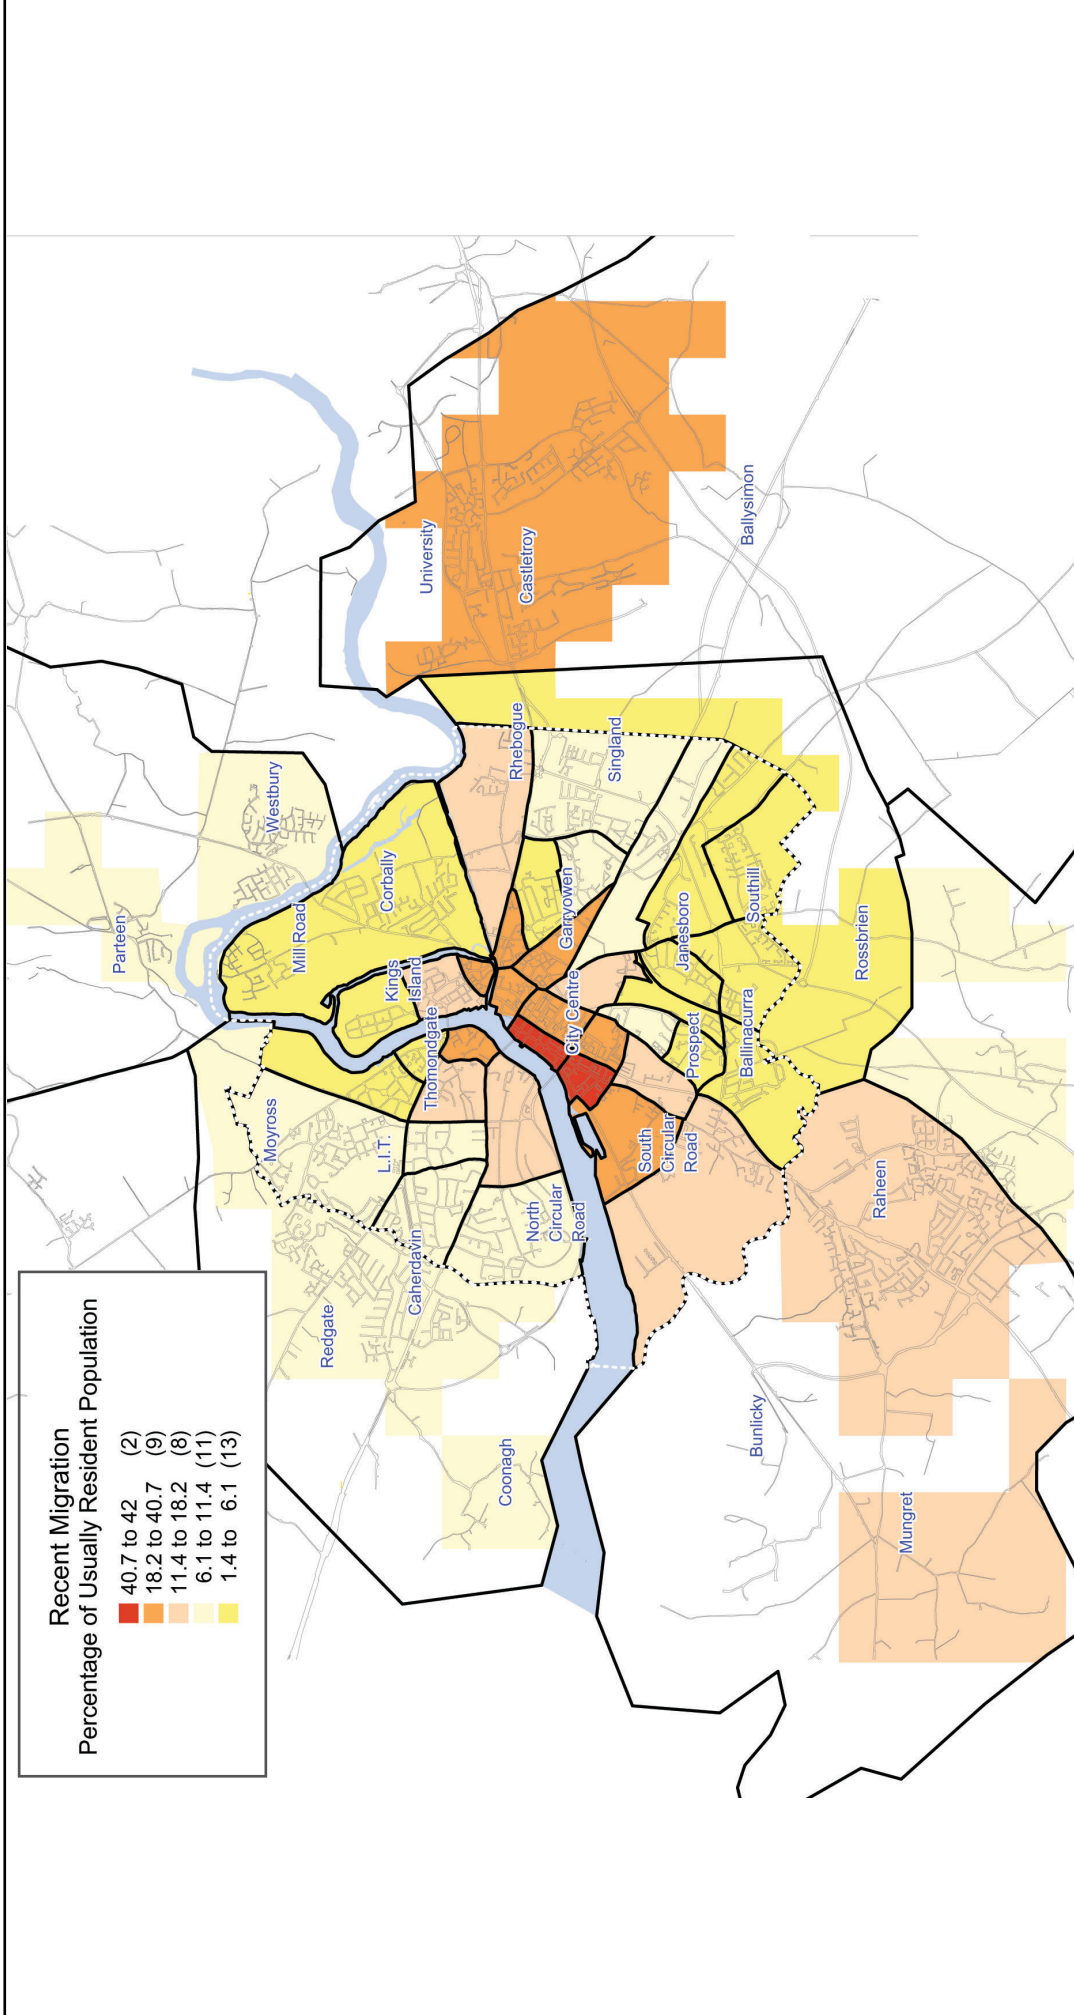 Recent Migration
Percentage of Usually Resident Population
40.7 to 42 (2)
18.2 to 40.7 (9)
11.4 to 18.2 (8)
6.1 to 11.4 (11)
1.4 to 6.1 (13)
Parteen
Westbury
Mill Road
Corbally
Kings
Island
Thomondgate
Moyross
L.I.T.
Redgate
Caherdavin
North
Circular
Road
Coonagh
University
Castletroy
Rhebogue
Singland
Garryowen
City Centre
South
Circular
Road
Janesboro
Southill
Prospect
Ballinacurra
Ballysimon
Rossbrien
Raheen
Bunlicky
Mungret